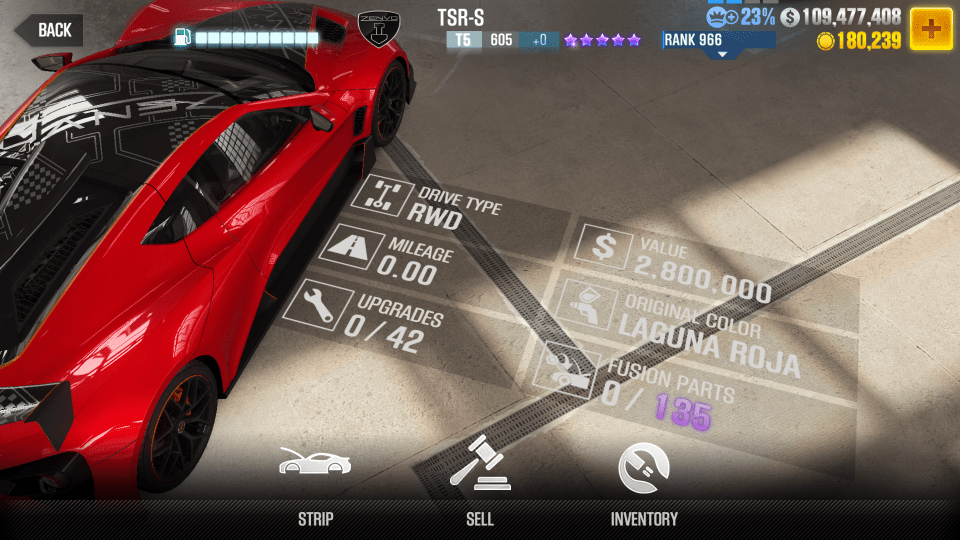 BACK
ZENVO
TSR-S
T5 605 +0
RANK 966
23%
$ 109,477,408
180,239
DRIVE TYPE
RWD
MILEAGE
0.00
UPGRADES
0/42
$
VALUE
2.800.000
ORIGINAL COLOR
LAGUNA ROJA
FUSION PARTS
0/135
STRIP
SELL
INVENTORY